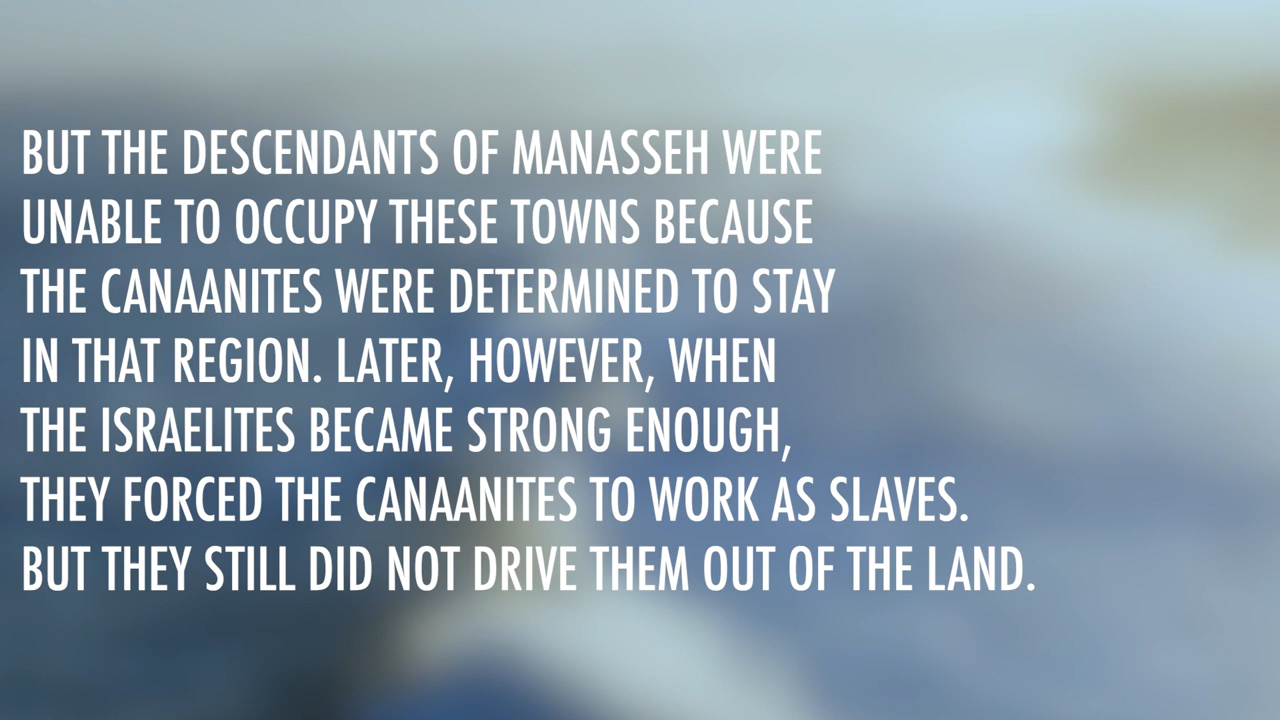 BUT THE DESCENDANTS OF MANASSEH WERE
UNABLE TO OCCUPY THESE TOWNS BECAUSE
THE CANAANITES WERE DETERMINED TO STAY
IN THAT REGION. LATER, HOWEVER, WHEN
THE ISRAELITES BECAME STRONG ENOUGH,
THEY FORCED THE CANAANITES TO WORK AS SLAVES.
BUT THEY STILL DID NOT DRIVE THEM OUT OF THE LAND.